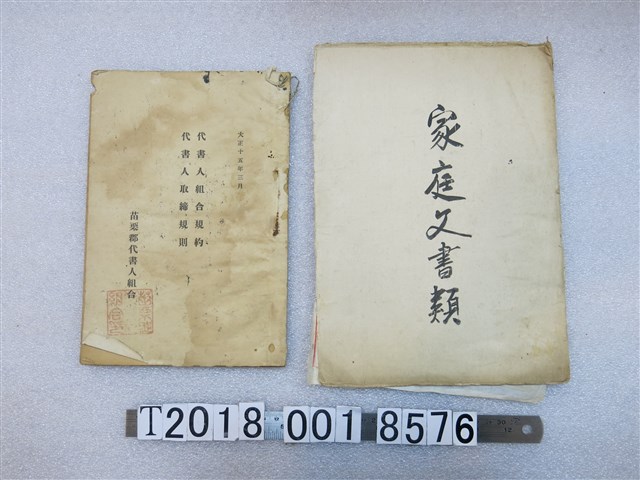 大正十五年三月
代書人組合規約
代書人取締規則
苗栗郡代書人組合
家庭文書類
T2018 001 8576